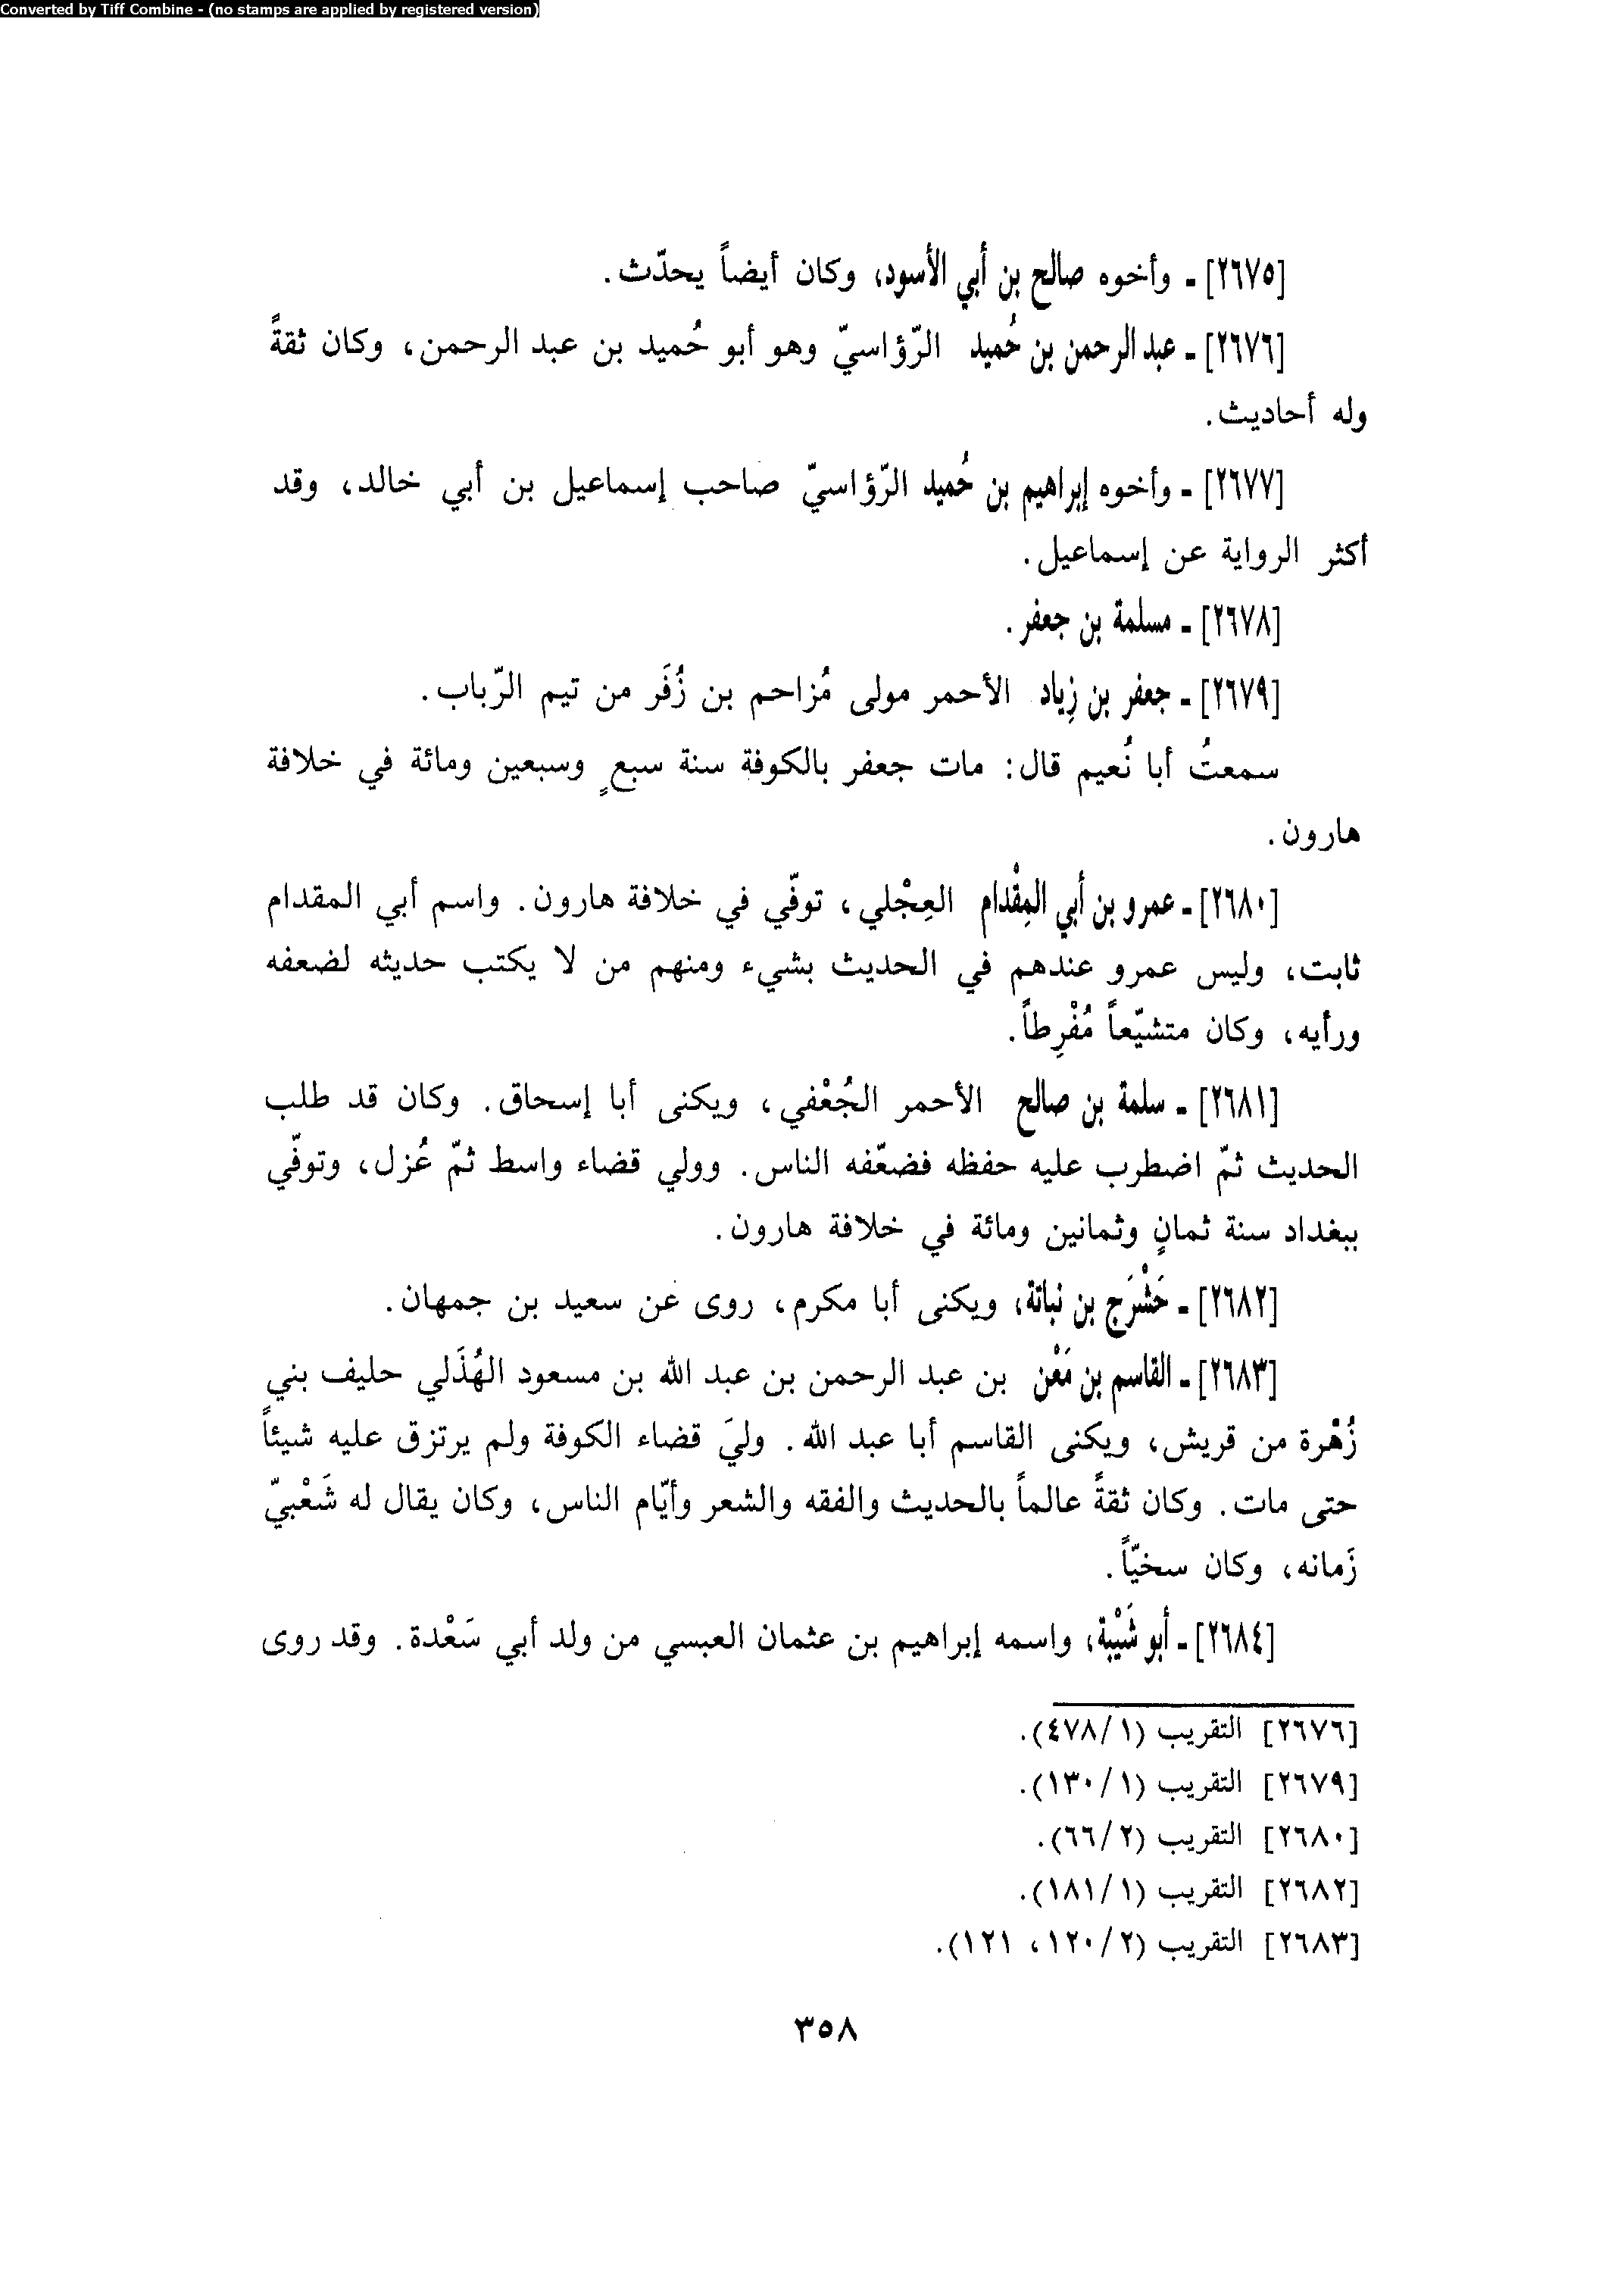 Converted by Tiff Combine - (no stamps are applied by registered version)
[٢٦٧٥] ـ وأخوه صالح بن أبي الأسود، وكان أيضاً يحدّث.
[٢٦٧٦] ـ عبد الرحمن بن حُميد الرّؤاسيّ وهو أبو حُميد بن عبد الرحمن، وكان ثقةً
وله أحاديث.
[٢٦٧٧] ـ وأخوه إبراهيم بن حُميد الرّؤاسيّ صاحب إسماعيل بن أبي خالد، وقد
أكثر الرواية عن إسماعيل.
[٢٦٧٨] ـ مسلمة بن جعفر.
[٢٦٧٩] ـ جعفر بن زِياد الأحمر مولى مُزاحم بن زُفَر من تيم الرّباب.
سمعتُ أبا نُعيم قال: مات جعفر بالكوفة سنة سبعٍ وسبعين ومائة في خلافة
هارون.
[٢٦٨٠] ـ عمرو بن أبي المِقْدام العِجْلي، توفّي في خلافة هارون. واسم أبي المقدام
ثابت، وليس عمرو عندهم في الحديث بشيء ومنهم من لا يكتب حديثه لضعفه
ورأيه، وكان متشيّعاً مُفْرِطاً.
[٢٦٨١] ـ سلمة بن صالح الأحمر الجُعْفي، ويكنى أبا إسحاق. وكان قد طلب
الحديث ثمّ اضطرب عليه حفظه فضعّفه الناس. وولي قضاء واسط ثمّ عُزل، وتوفّي
ببغداد سنة ثمانٍ وثمانين ومائة في خلافة هارون.
[٢٦٨٢] ـ حَشْرَج بن نباتة، ويكنى أبا مكرم، روى عن سعيد بن جمهان.
[٢٦٨٣] ـ القاسم بن مَعْن بن عبد الرحمن بن عبد الله بن مسعود الهُذَلي حليف بني
زُهْرة من قريش، ويكنى القاسم أبا عبد الله. وليَ قضاء الكوفة ولم يرتزق عليه شيئاً
حتى مات. وكان ثقةً عالماً بالحديث والفقه والشعر وأيّام الناس، وكان يقال له شَعْبيّ
زَمانه، وكان سخيّاً.
[٢٦٨٤] ـ أبو شَيْبة، واسمه إبراهيم بن عثمان العبسي من ولد أبي سَعْدة. وقد روى
[٢٦٧٦] التقريب (١/ ٤٧٨).
[٢٦٧٩] التقريب (١/ ١٣٠).
[٢٦٨٠] التقريب (٢/ ٦٦).
[٢٦٨٢] التقريب (١/ ١٨١).
[٢٦٨٣] التقريب (٢/ ١٢٠، ١٢١).
٣٥٨